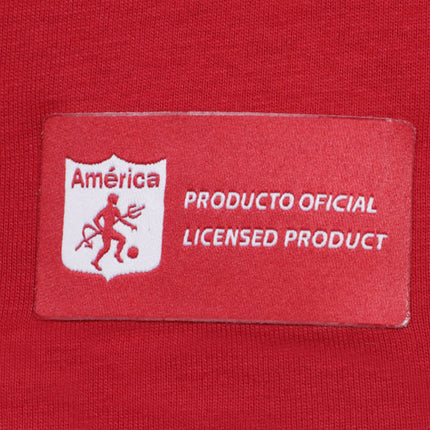 América
PRODUCTO OFICIAL
LICENSED PRODUCT